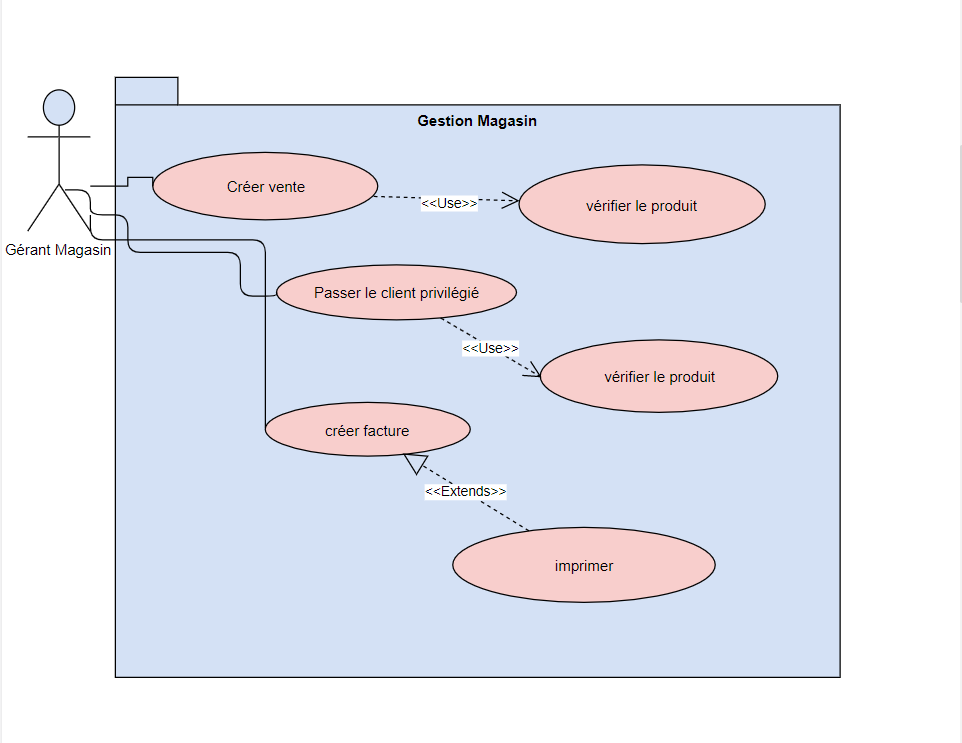 Gestion Magasin
Créer vente
<<Use>>
vérifier le produit
Gérant Magasin
Passer le client privilégié
<<Use>>
vérifier le produit
créer facture
<<Extends>>
imprimer